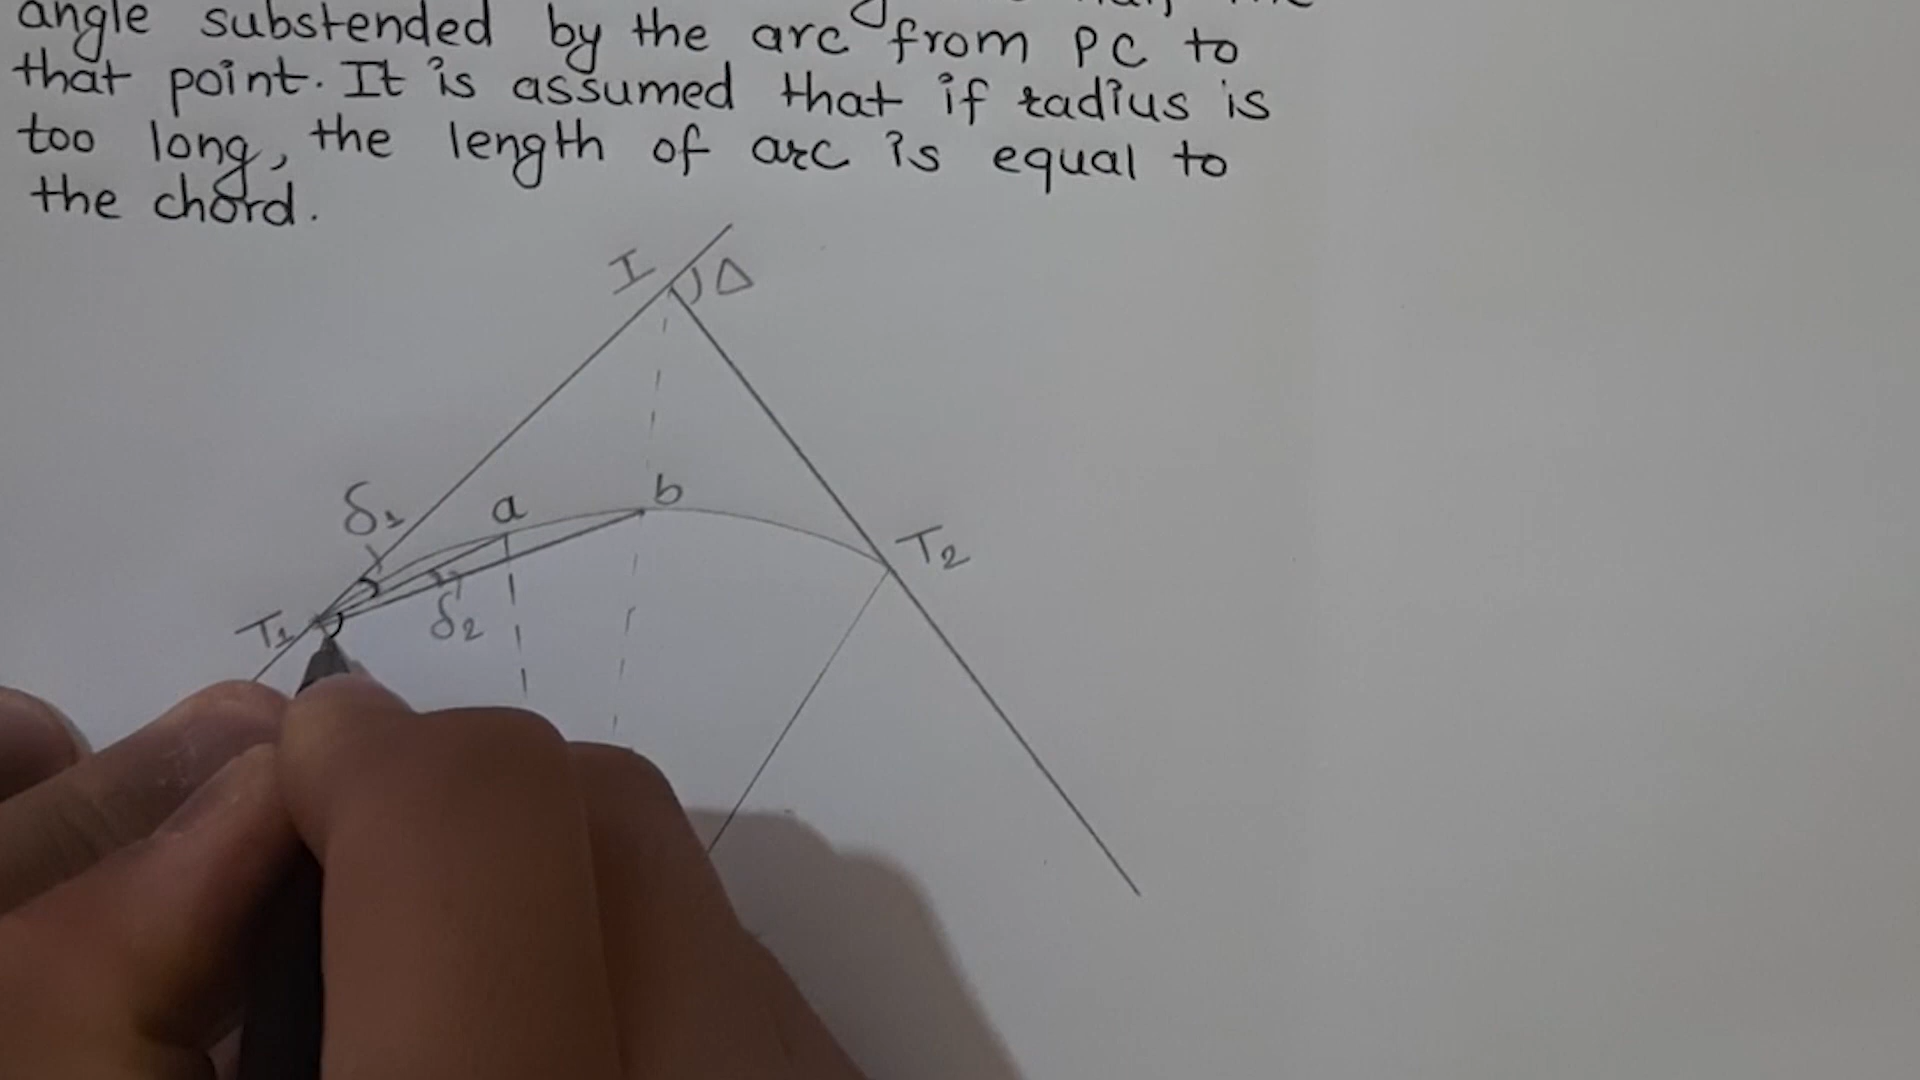 angle substended by the arc from PC to
that point. It is assumed that if radius is
too long, the length of arc is equal to
the chord.
I Δ
δ1 a b
T2
T1 δ2